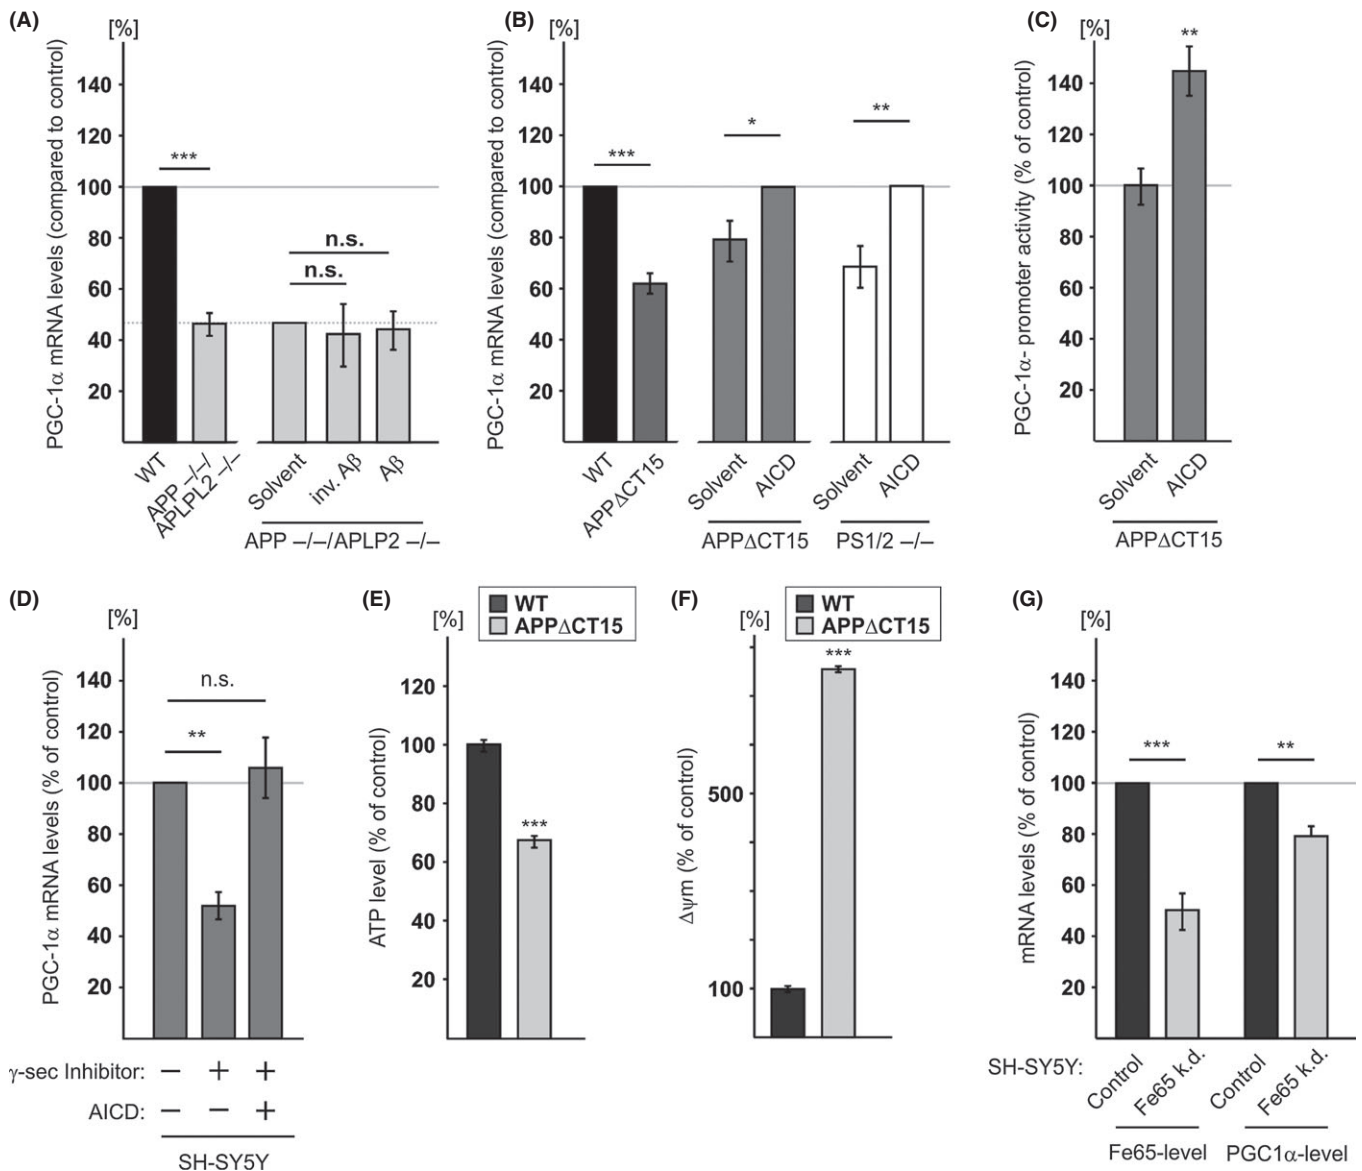 (A)
[%]
PGC-1α mRNA levels (compared to control)
140
120
100
80
60
40
20
***
n.s.
n.s.
WT
APP –/–/
APLPL2 –/–
Solvent
inv. Aβ
Aβ
APP –/–/APLP2 –/–
(B)
[%]
PGC-1α mRNA levels (compared to control)
140
120
100
80
60
40
20
***
*
**
WT
APPΔCT15
Solvent
AICD
Solvent
AICD
APPΔCT15
PS1/2 –/–
(C)
[%]
PGC-1α- promoter activity (% of control)
140
120
100
80
60
40
20
**
Solvent
AICD
APPΔCT15
(D)
[%]
PGC-1α mRNA levels (% of control)
140
120
100
80
60
40
20
n.s.
**
γ-sec Inhibitor: – + +
AICD: – – +
SH-SY5Y
(E)
[%]
WT
APPΔCT15
ATP level (% of control)
120
100
80
60
40
20
***
(F)
[%]
WT
APPΔCT15
Δψm (% of control)
500
100
***
(G)
[%]
mRNA levels (% of control)
140
120
100
80
60
40
20
***
**
SH-SY5Y:
Control
Fe65 k.d.
Control
Fe65 k.d.
Fe65-level
PGC1α-level